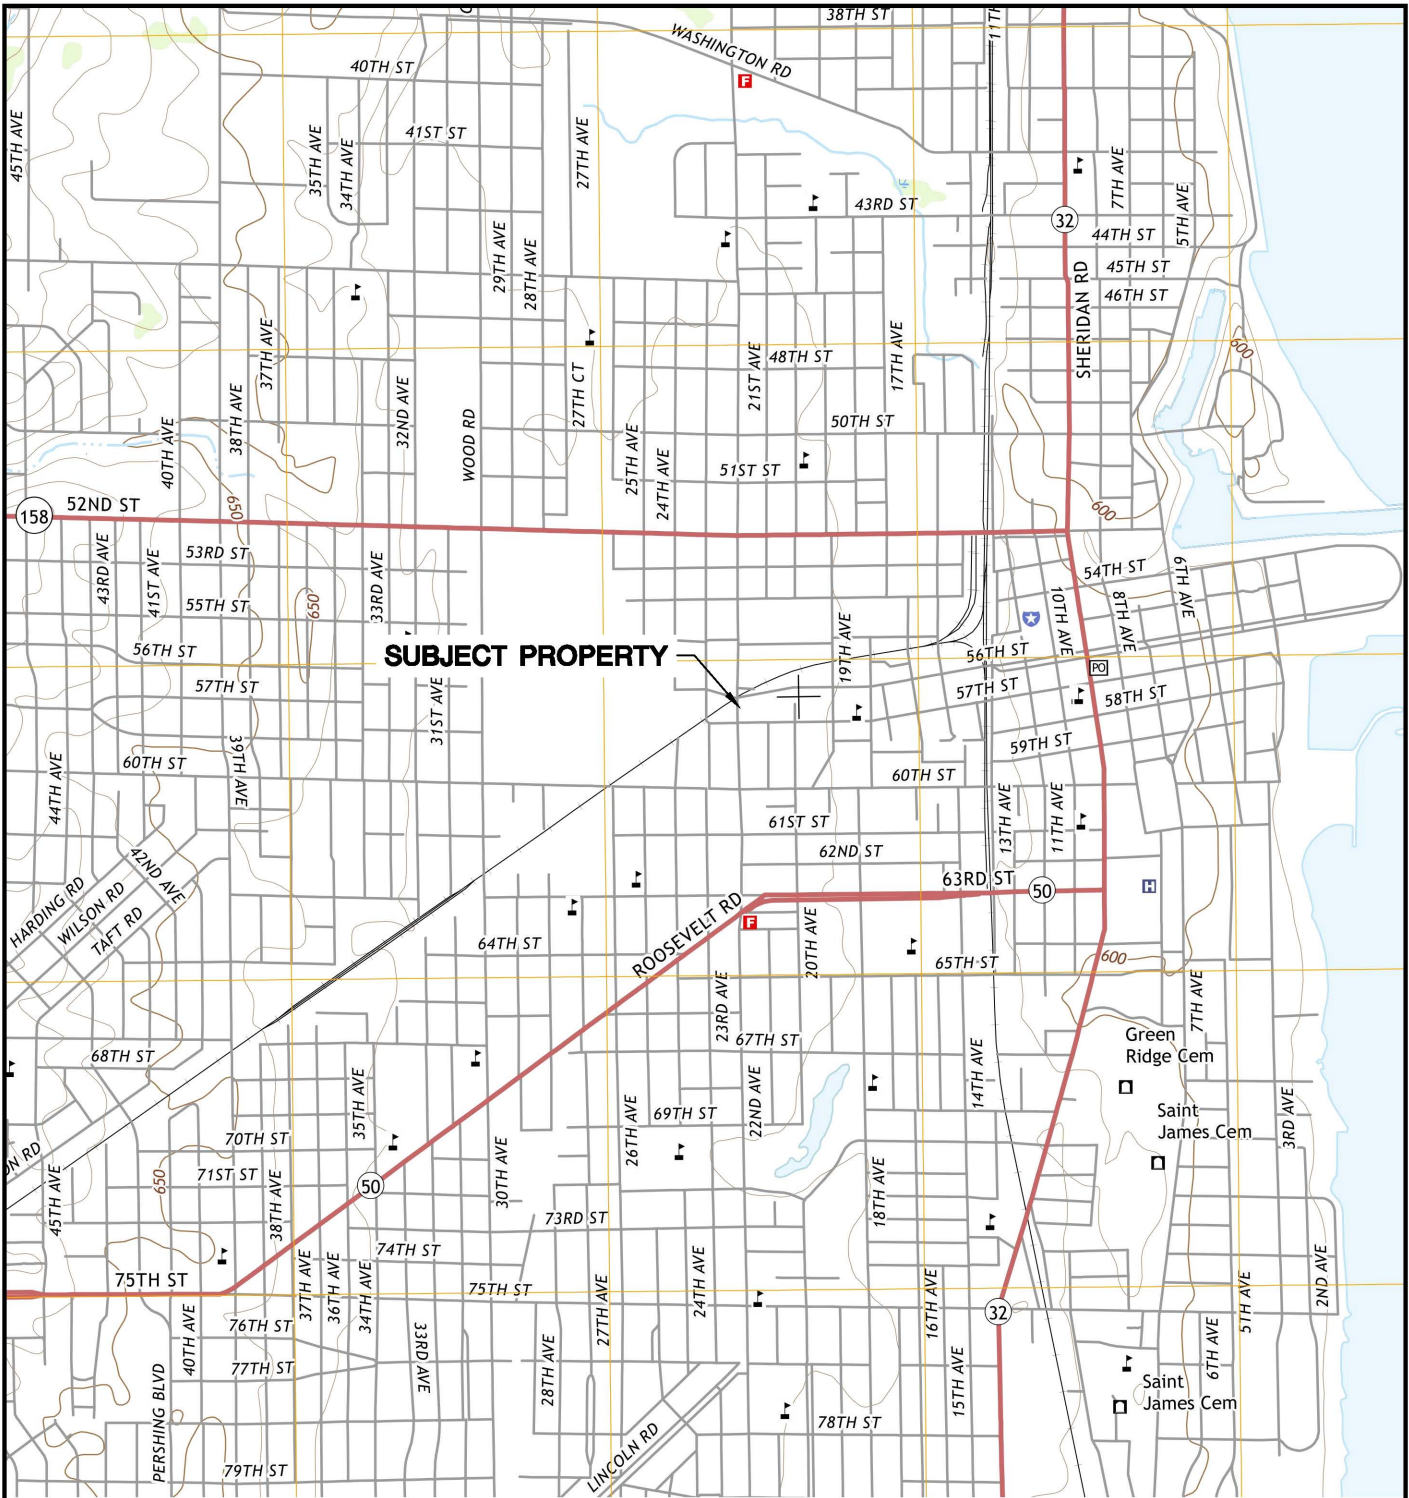 38TH ST
11TH
WASHINGTON RD
F
40TH ST
45TH AVE
35TH AVE
34TH AVE
41ST ST
27TH AVE
7TH AVE
5TH AVE
43RD ST
32
44TH ST
29TH AVE
28TH AVE
45TH ST
46TH ST
SHERIDAN RD
37TH AVE
21ST AVE
48TH ST
17TH AVE
600
38TH AVE
32ND AVE
27TH CT
40TH AVE
WOOD RD
25TH AVE
24TH AVE
50TH ST
51ST ST
158
52ND ST
650
600
43RD AVE
41ST AVE
53RD ST
33RD AVE
54TH ST
6TH AVE
55TH ST
650
10TH AVE
8TH AVE
56TH ST
SUBJECT PROPERTY
19TH AVE
56TH ST
PO
57TH ST
31ST AVE
57TH ST
58TH ST
44TH AVE
60TH ST
39TH AVE
59TH ST
60TH ST
13TH AVE
11TH AVE
61ST ST
62ND ST
42ND AVE
HARDING RD
WILSON RD
TAFT RD
63RD ST
50
H
ROOSEVELT RD
F
64TH ST
20TH AVE
65TH ST
600
23RD AVE
7TH AVE
67TH ST
Green
Ridge Cem
68TH ST
35TH AVE
14TH AVE
22ND AVE
26TH AVE
69TH ST
Saint
James Cem
3RD AVE
ON RD
70TH ST
71ST ST
650
45TH AVE
38TH AVE
50
30TH AVE
18TH AVE
73RD ST
74TH ST
75TH ST
75TH ST
37TH AVE
36TH AVE
34TH AVE
27TH AVE
24TH AVE
16TH AVE
32
5TH AVE
2ND AVE
76TH ST
40TH AVE
33RD AVE
28TH AVE
15TH AVE
6TH AVE
77TH ST
PERSHING BLVD
Saint
James Cem
78TH ST
LINCOLN RD
79TH ST